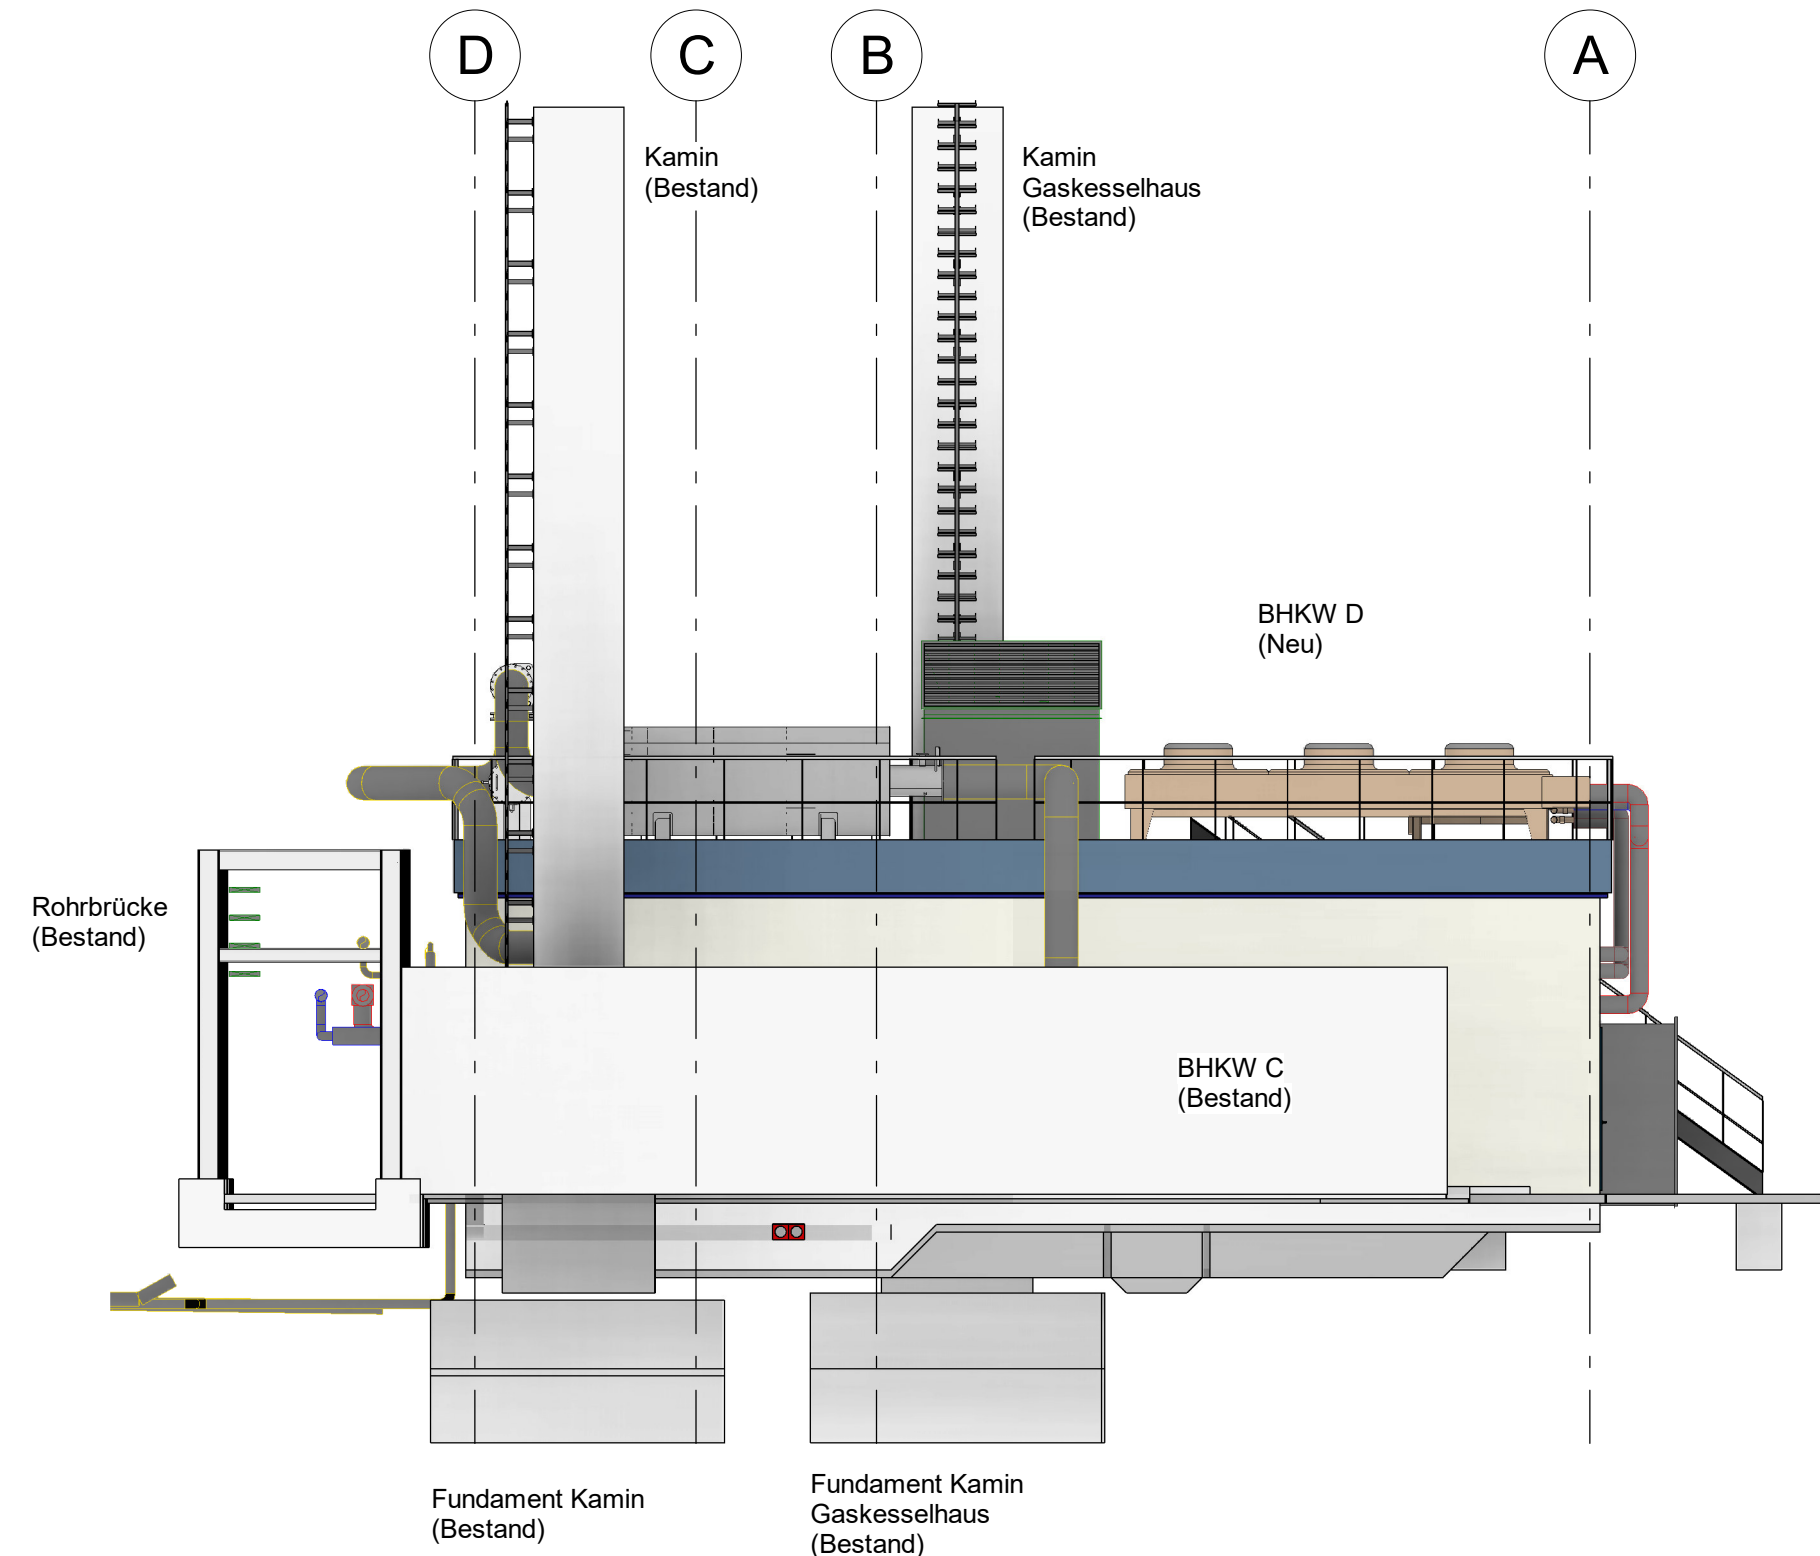 D
C
B
A
Kamin
(Bestand)
Kamin
Gaskesselhaus
(Bestand)
BHKW D
(Neu)
Rohrbrücke
(Bestand)
BHKW C
(Bestand)
Fundament Kamin
(Bestand)
Fundament Kamin
Gaskesselhaus
(Bestand)